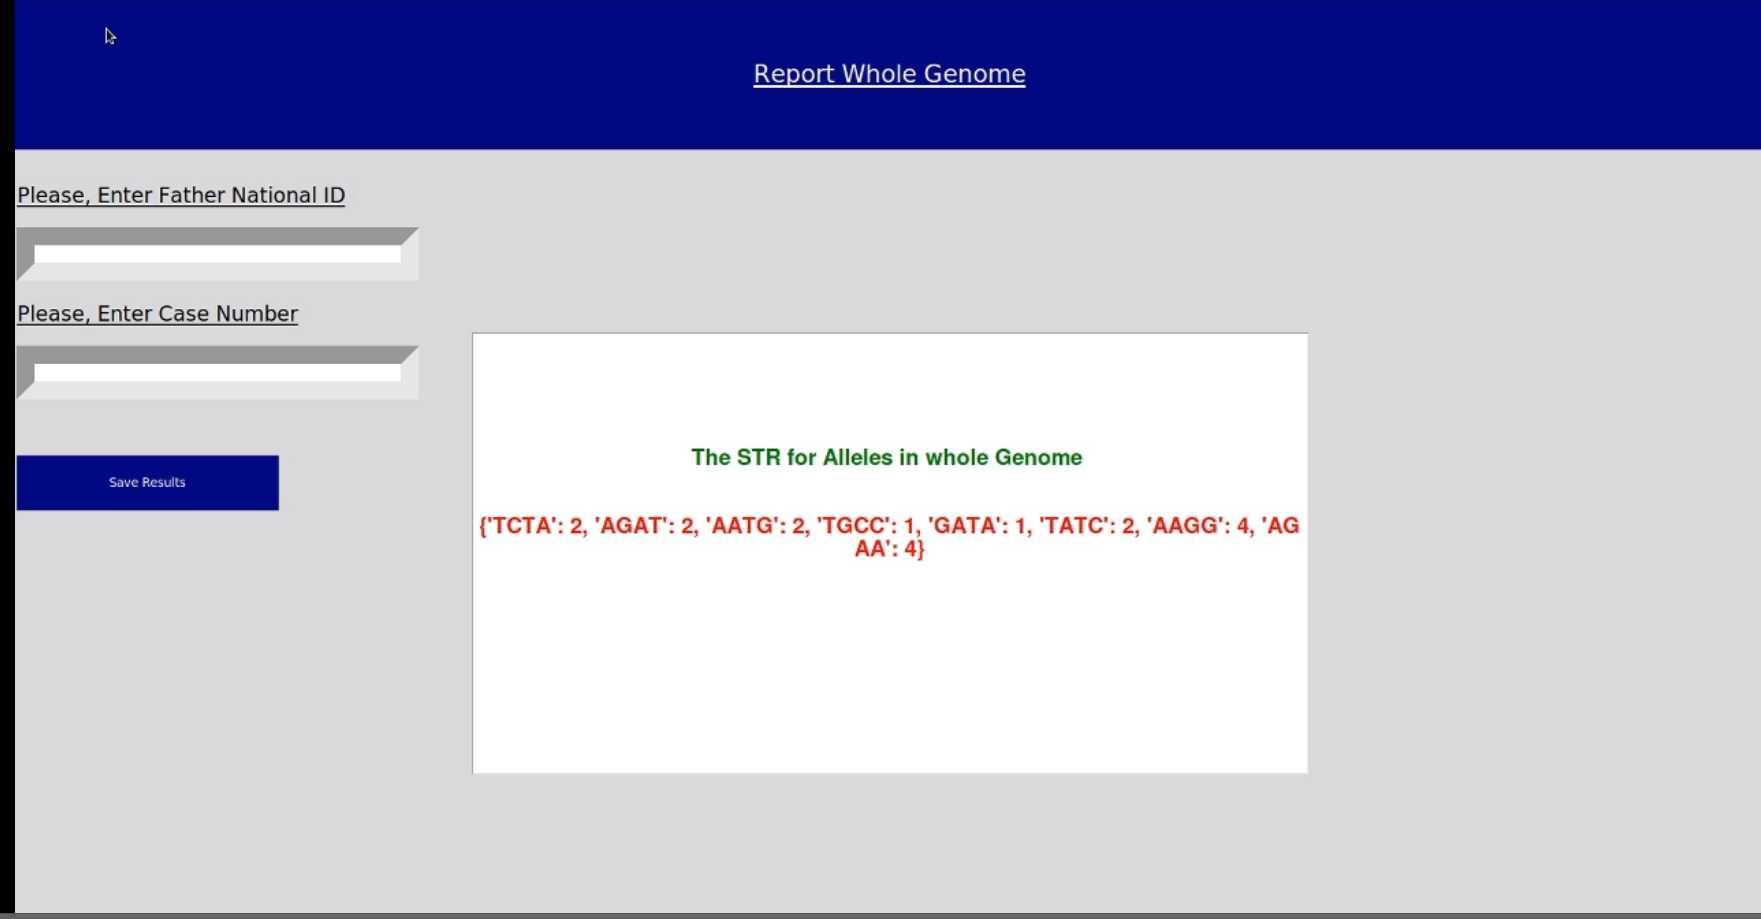 Report Whole Genome
Please, Enter Father National ID
Please, Enter Case Number
Save Results
The STR for Alleles in whole Genome
{'TCTA': 2, 'AGAT': 2, 'AATG': 2, 'TGCC': 1, 'GATA': 1, 'TATC': 2, 'AAGG': 4, 'AG
AA': 4}